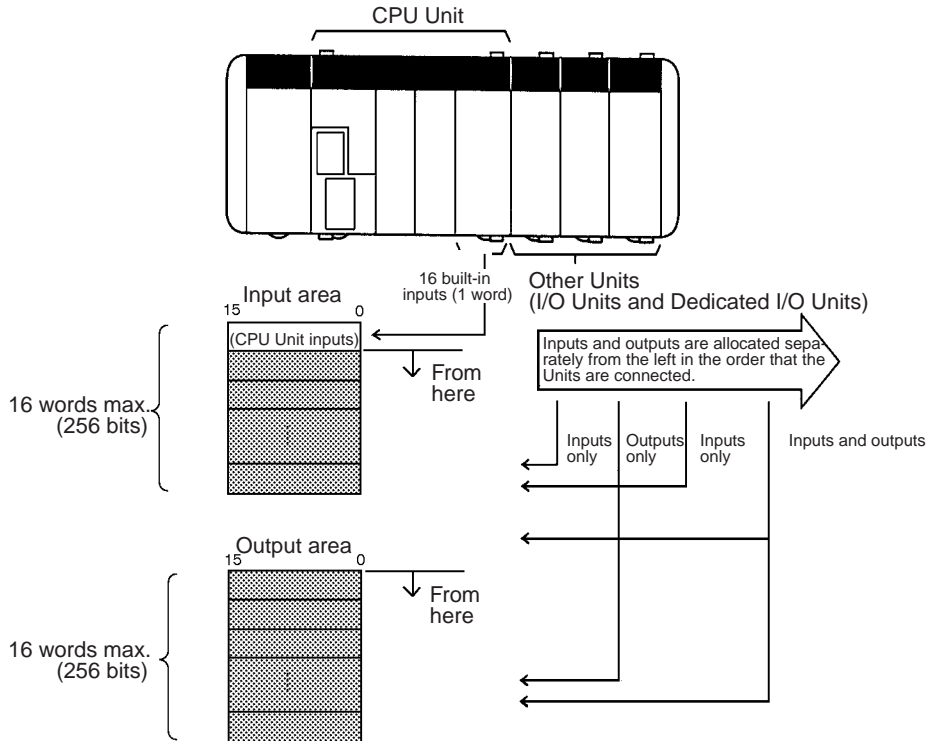 CPU Unit
16 built-in
inputs (1 word)
Other Units
(I/O Units and Dedicated I/O Units)
Input area
15
0
(CPU Unit inputs)
From
here
Inputs and outputs are allocated sepa-
rately from the left in the order that the
Units are connected.
16 words max.
(256 bits)
Inputs
only
Outputs
only
Inputs
only
Inputs and outputs
Output area
15
0
From
here
16 words max.
(256 bits)